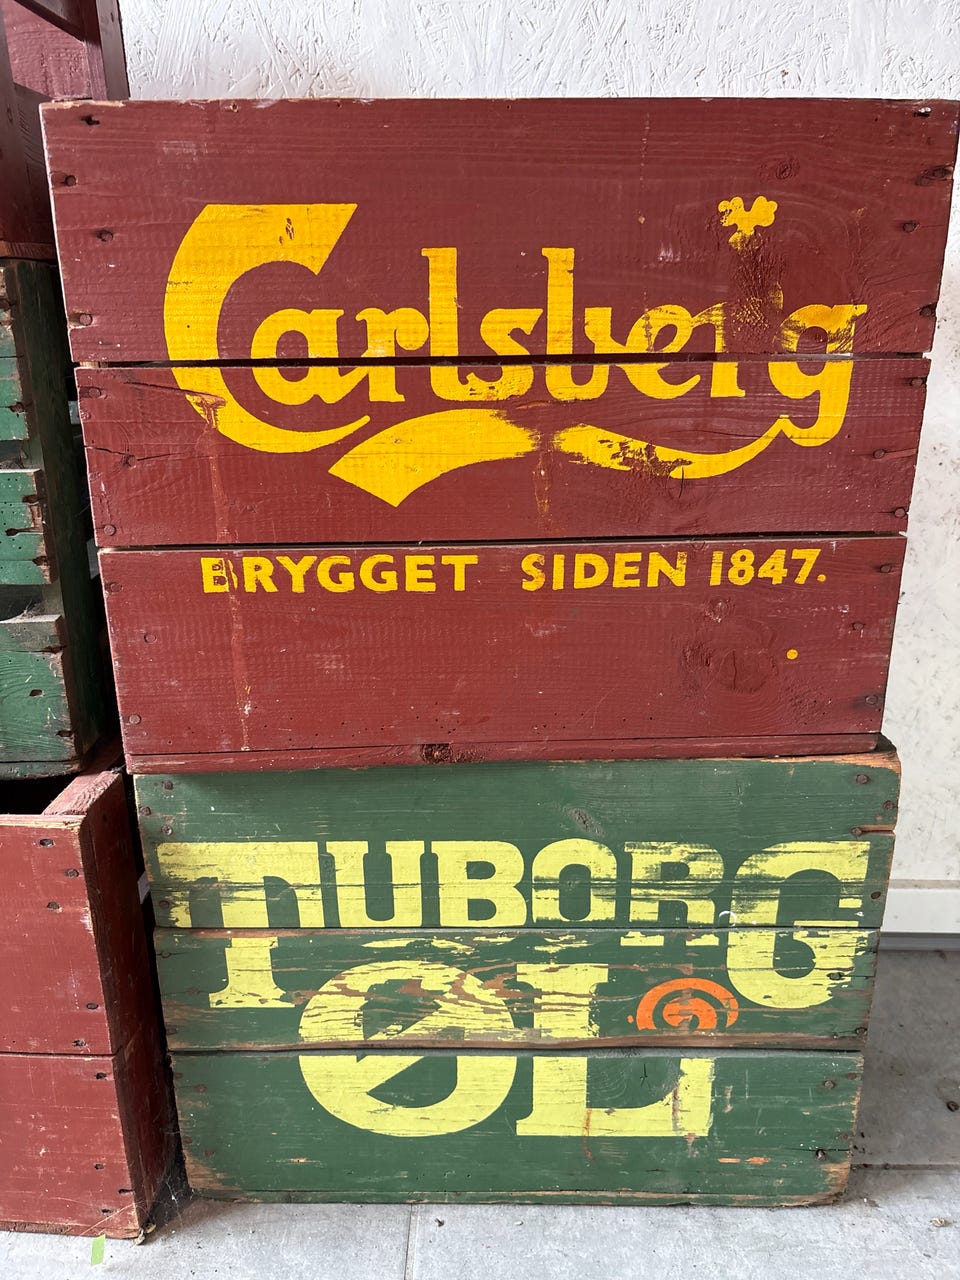 Carlsberg
BRYGGET SIDEN 1847.
TUBORG
ØL